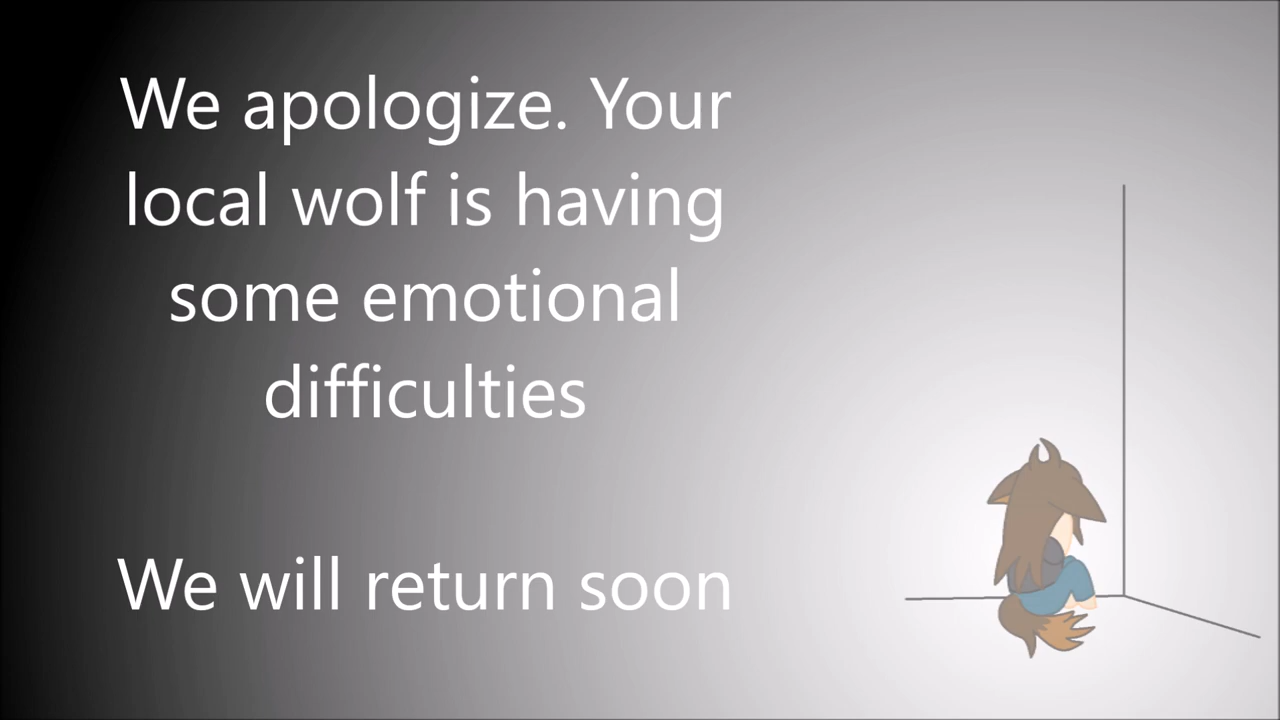 We apologize. Your
local wolf is having
some emotional
difficulties
We will return soon